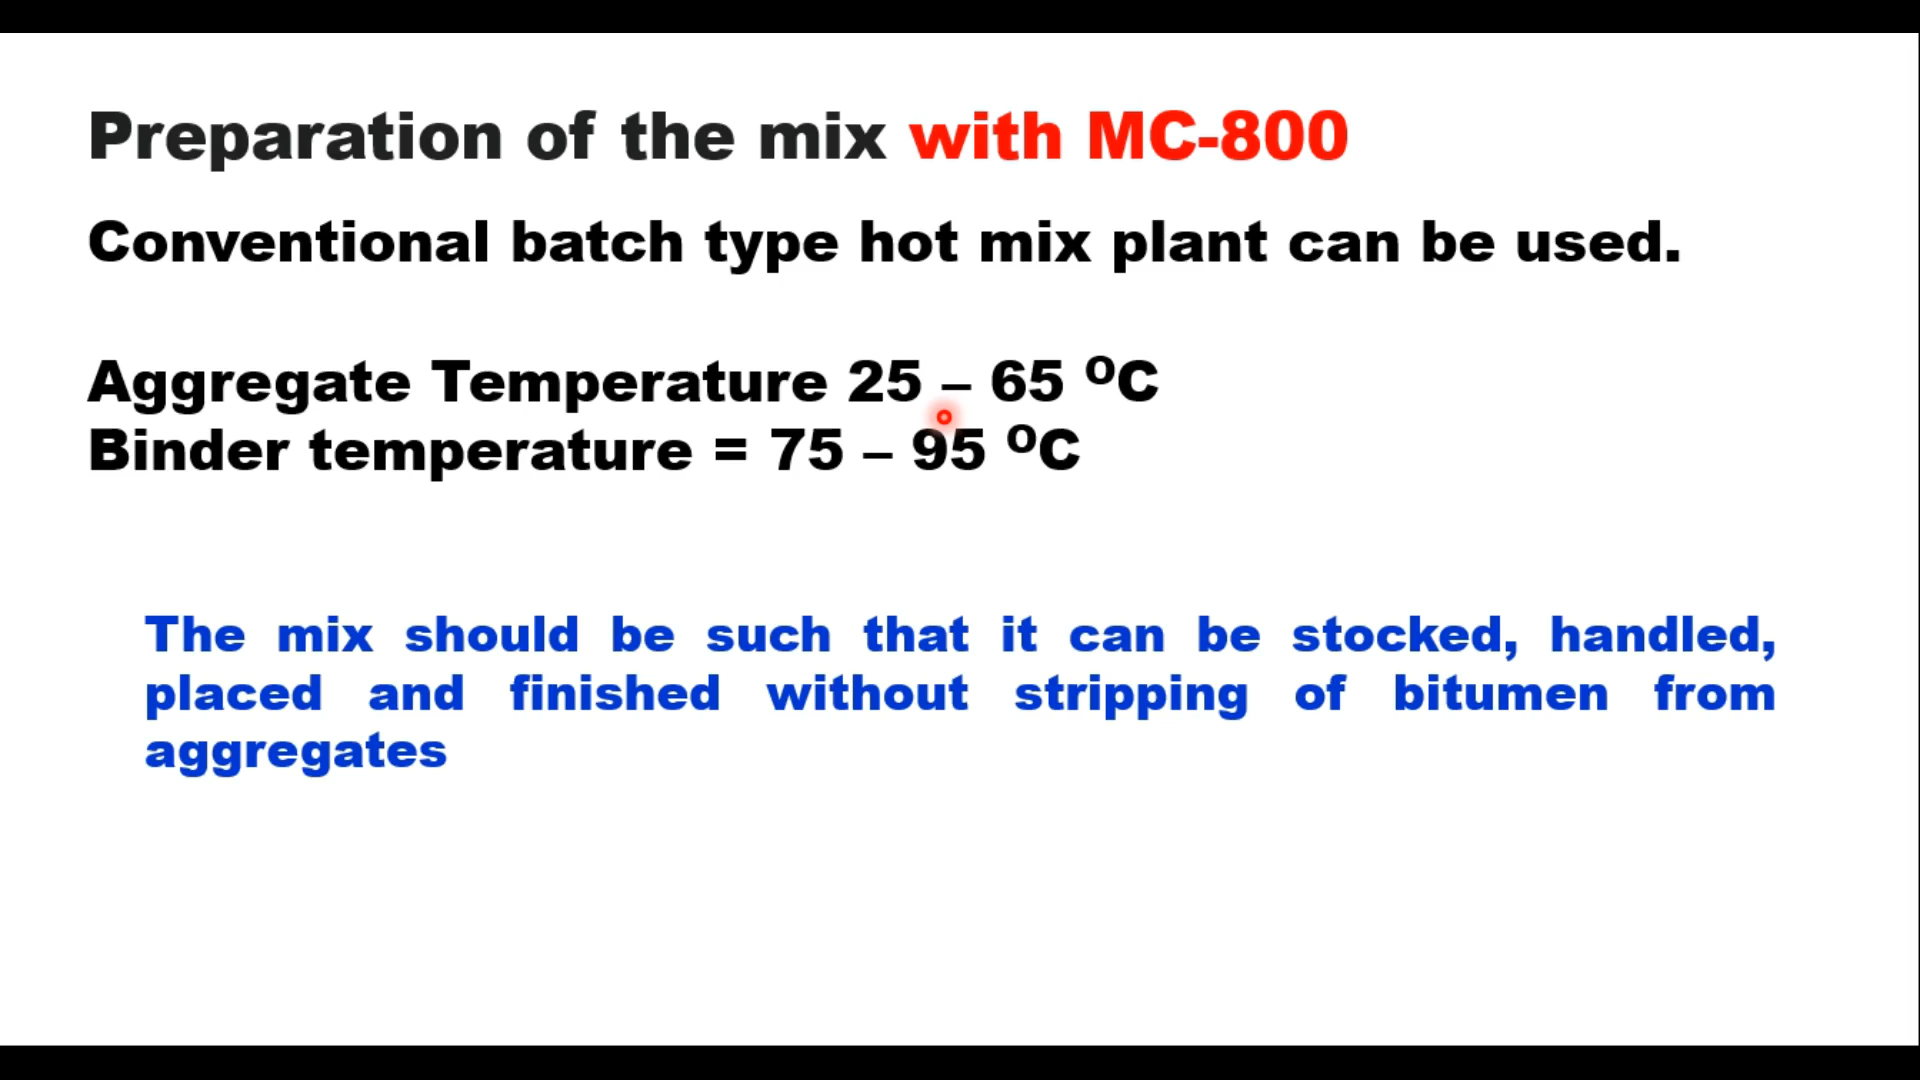 Preparation of the mix with MC-800
Conventional batch type hot mix plant can be used.
Aggregate Temperature 25 – 65 ᴼC
Binder temperature = 75 – 95 ᴼC
The mix should be such that it can be stocked, handled,
placed and finished without stripping of bitumen from
aggregates